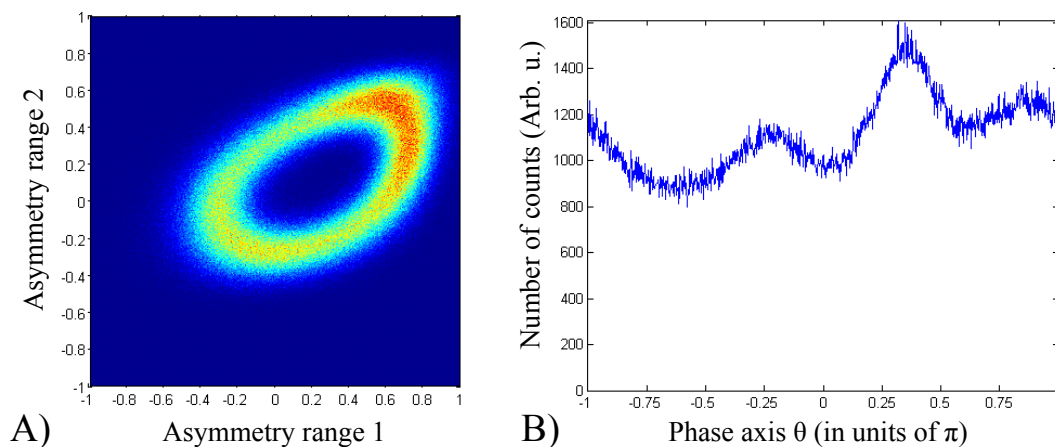 1
0.8
0.6
0.4
0.2
0
-0.2
-0.4
-0.6
-0.8
-1
-1 -0.8 -0.6 -0.4 -0.2 0 0.2 0.4 0.6 0.8 1
Asymmetry range 2
Asymmetry range 1
A)
1600
1400
1200
1000
800
600
400
200
0
-1 -0.75 -0.5 -0.25 0 0.25 0.5 0.75
Number of counts (Arb. u.)
Phase axis θ (in units of π)
B)